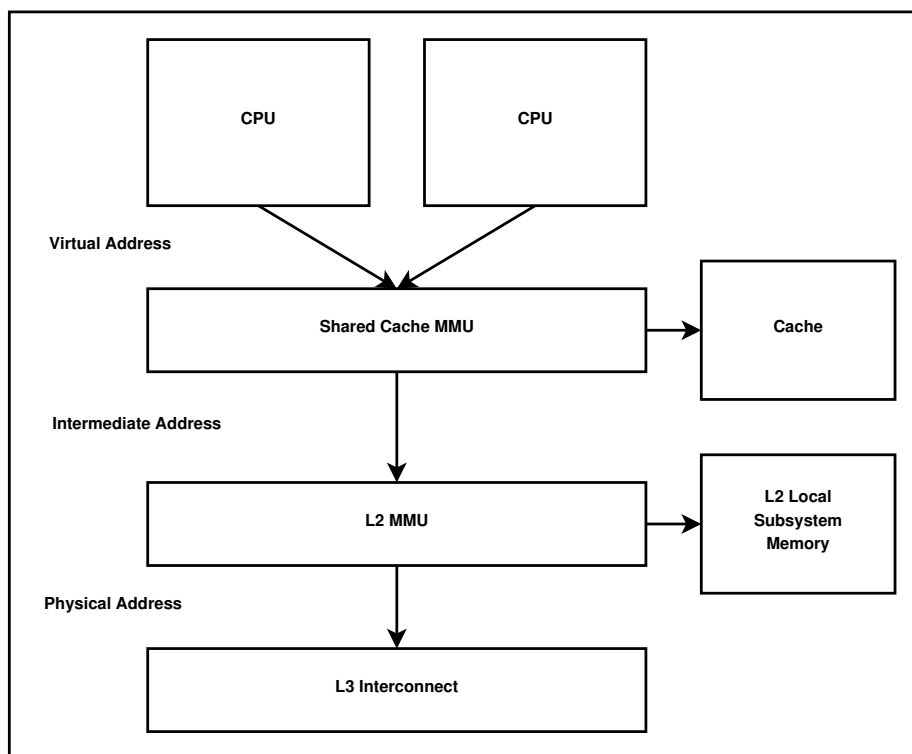 CPU
CPU
Virtual Address
Shared Cache MMU
Cache
Intermediate Address
L2 MMU
L2 Local
Subsystem
Memory
Physical Address
L3 Interconnect